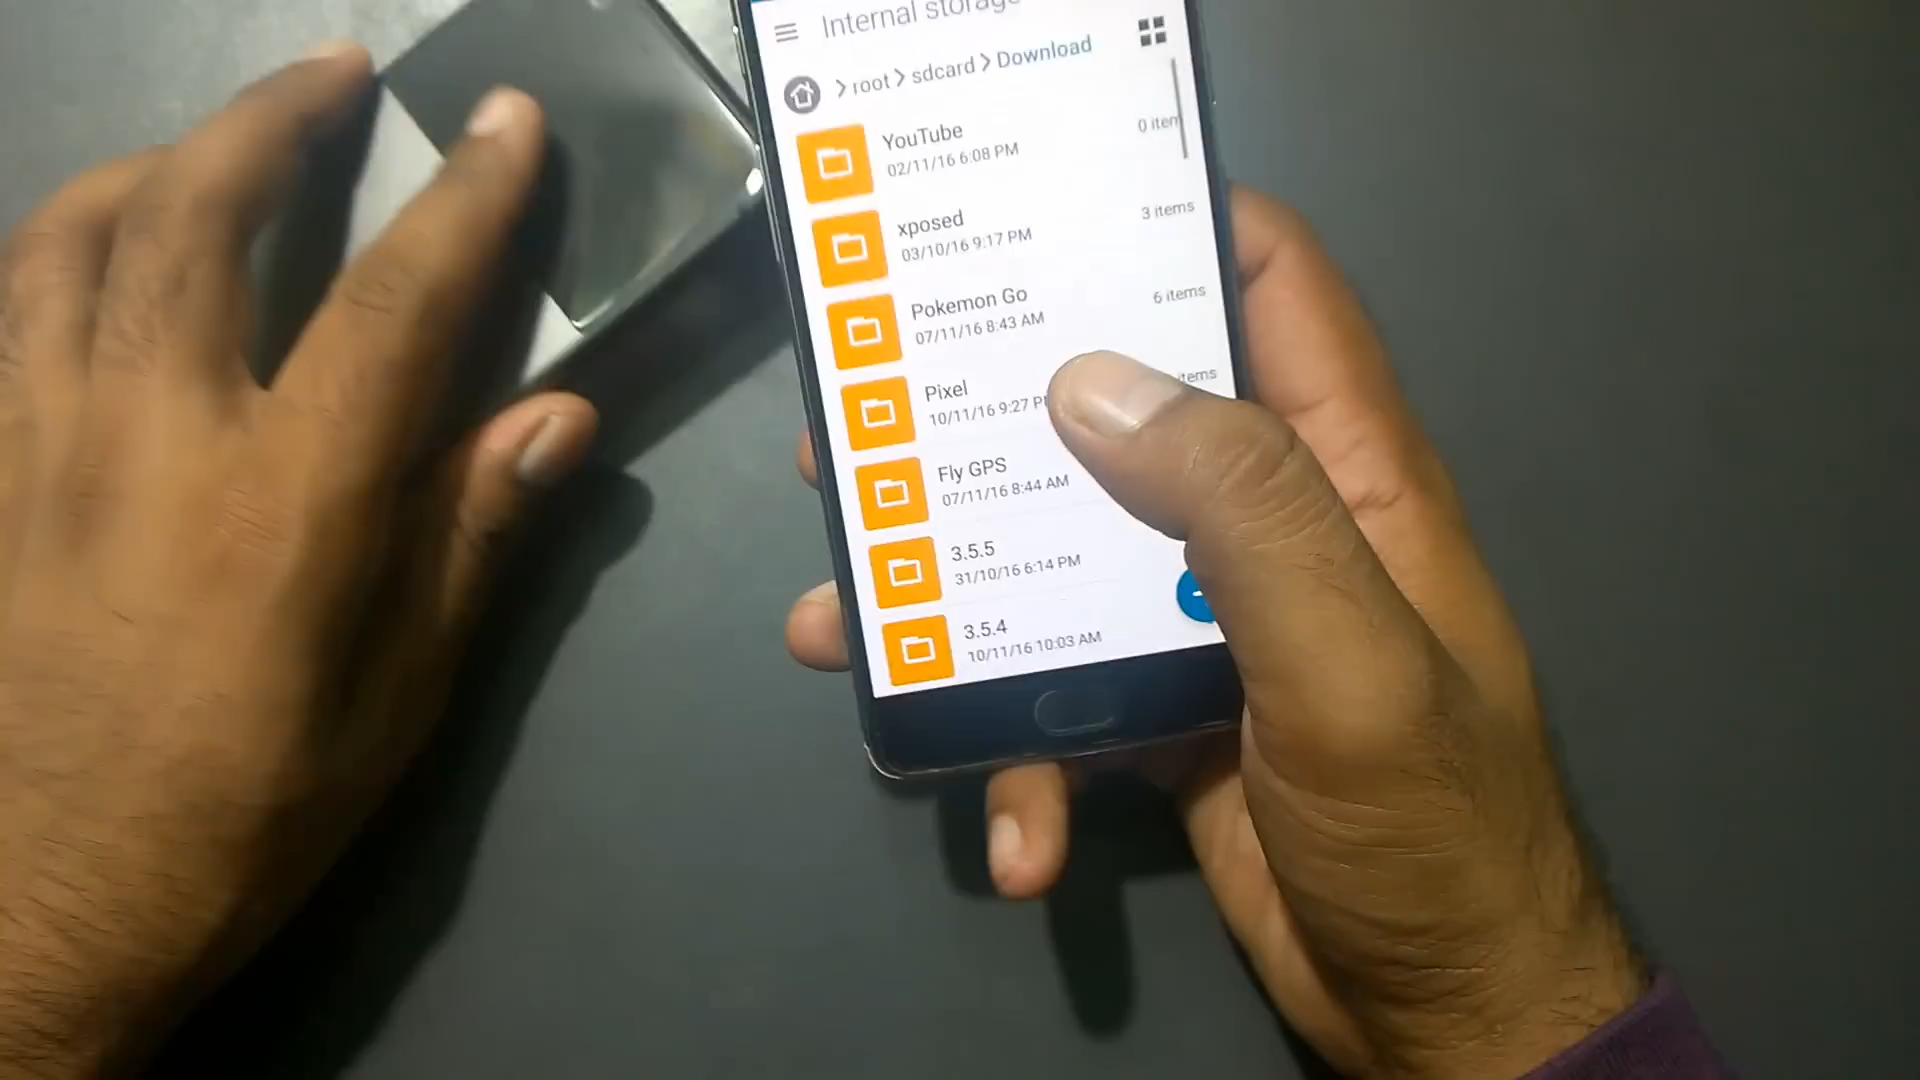 Internal storage
root > sdcard > Download
YouTube
02/11/16 6:08 PM
0 item
xposed
03/10/16 9:17 PM
3 items
Pokemon Go
07/11/16 8:43 AM
6 items
Pixel
10/11/16 9:27 PM
items
Fly GPS
07/11/16 8:44 AM
3.5.5
31/10/16 6:14 PM
3.5.4
10/11/16 10:03 AM